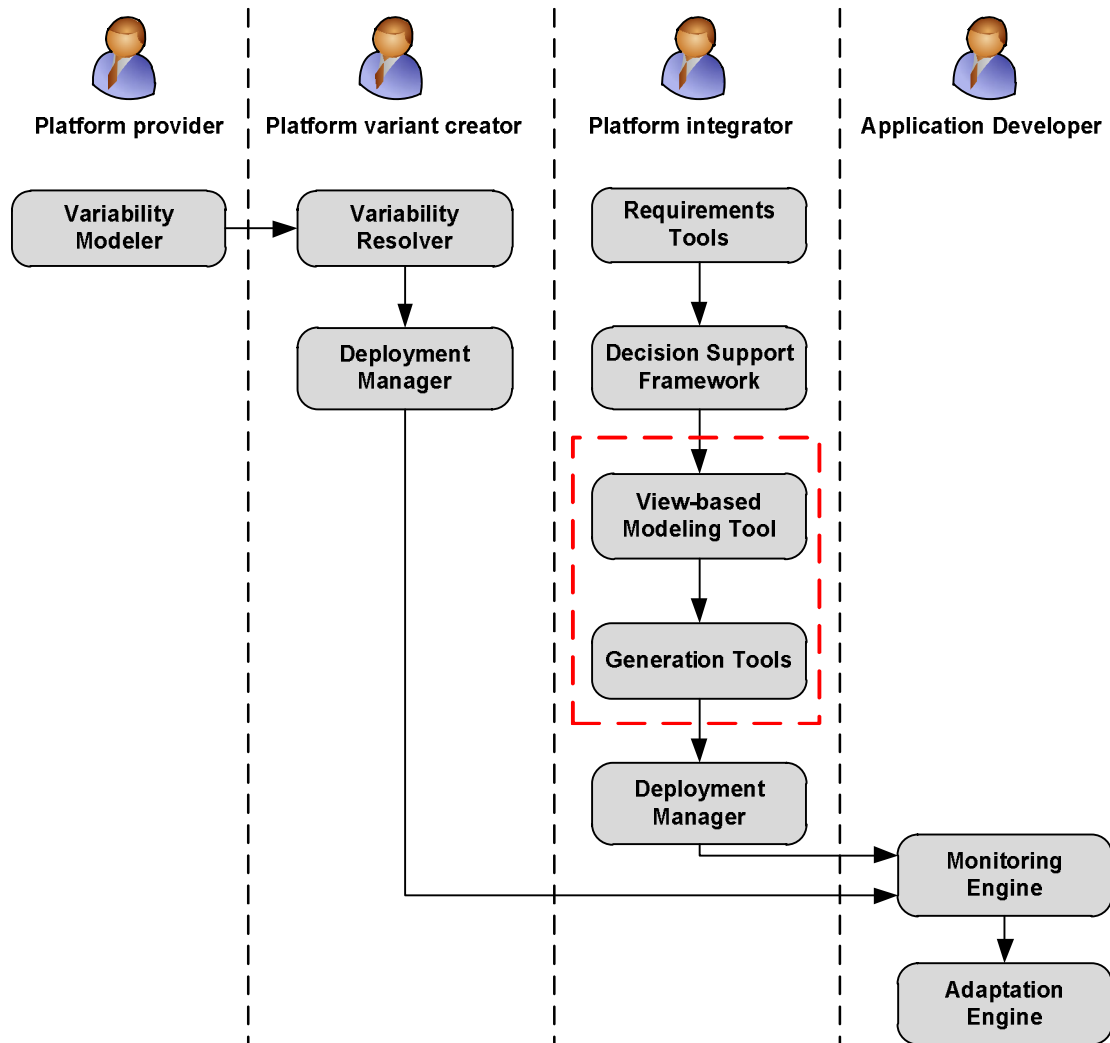 Platform provider
Platform variant creator
Platform integrator
Application Developer
Variability
Modeler
Variability
Resolver
Requirements
Tools
Deployment
Manager
Decision Support
Framework
View-based
Modeling Tool
Generation Tools
Deployment
Manager
Monitoring
Engine
Adaptation
Engine